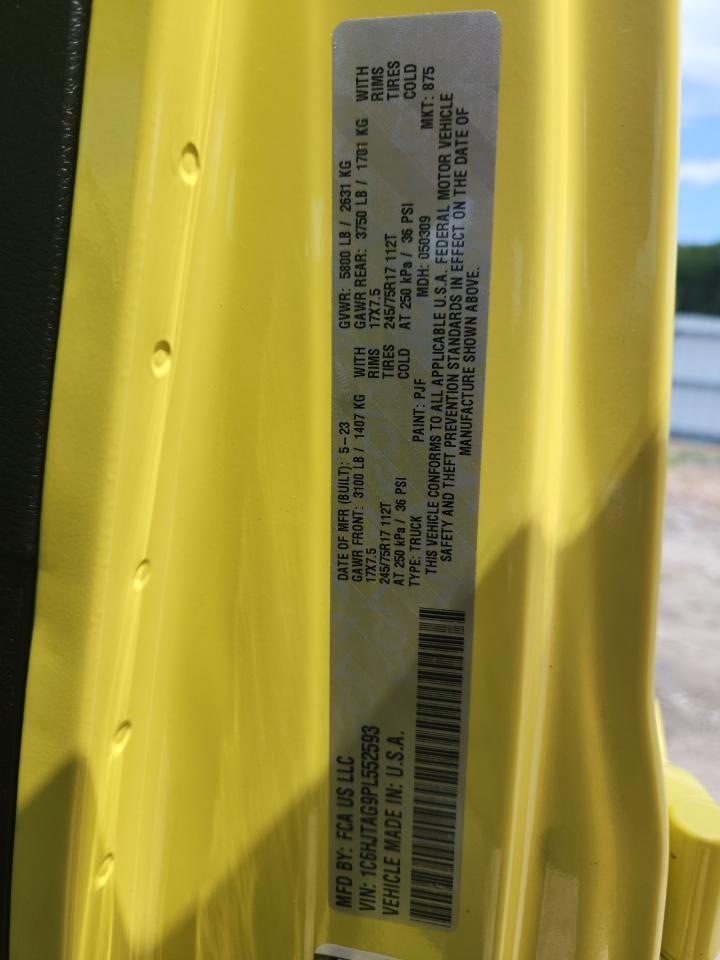 MFD BY: FCA US LLC
DATE OF MFR (BUILT): 5-23
GVWR: 5800 LB / 2631 KG
GAWR FRONT: 3100 LB / 1407 KG WITH
GAWR REAR: 3750 LB / 1701 KG WITH
17X7.5 RIMS
17X7.5 RIMS
245/75R17 112T TIRES
245/75R17 112T TIRES
AT 250 kPa / 36 PSI COLD
AT 250 kPa / 36 PSI COLD
VIN: 1C6HJTAG9PL552593
TYPE: TRUCK PAINT: PJF MDH: 050309 MKT: 875
VEHICLE MADE IN: U.S.A.
THIS VEHICLE CONFORMS TO ALL APPLICABLE U.S.A. FEDERAL MOTOR VEHICLE
SAFETY AND THEFT PREVENTION STANDARDS IN EFFECT ON THE DATE OF
MANUFACTURE SHOWN ABOVE.